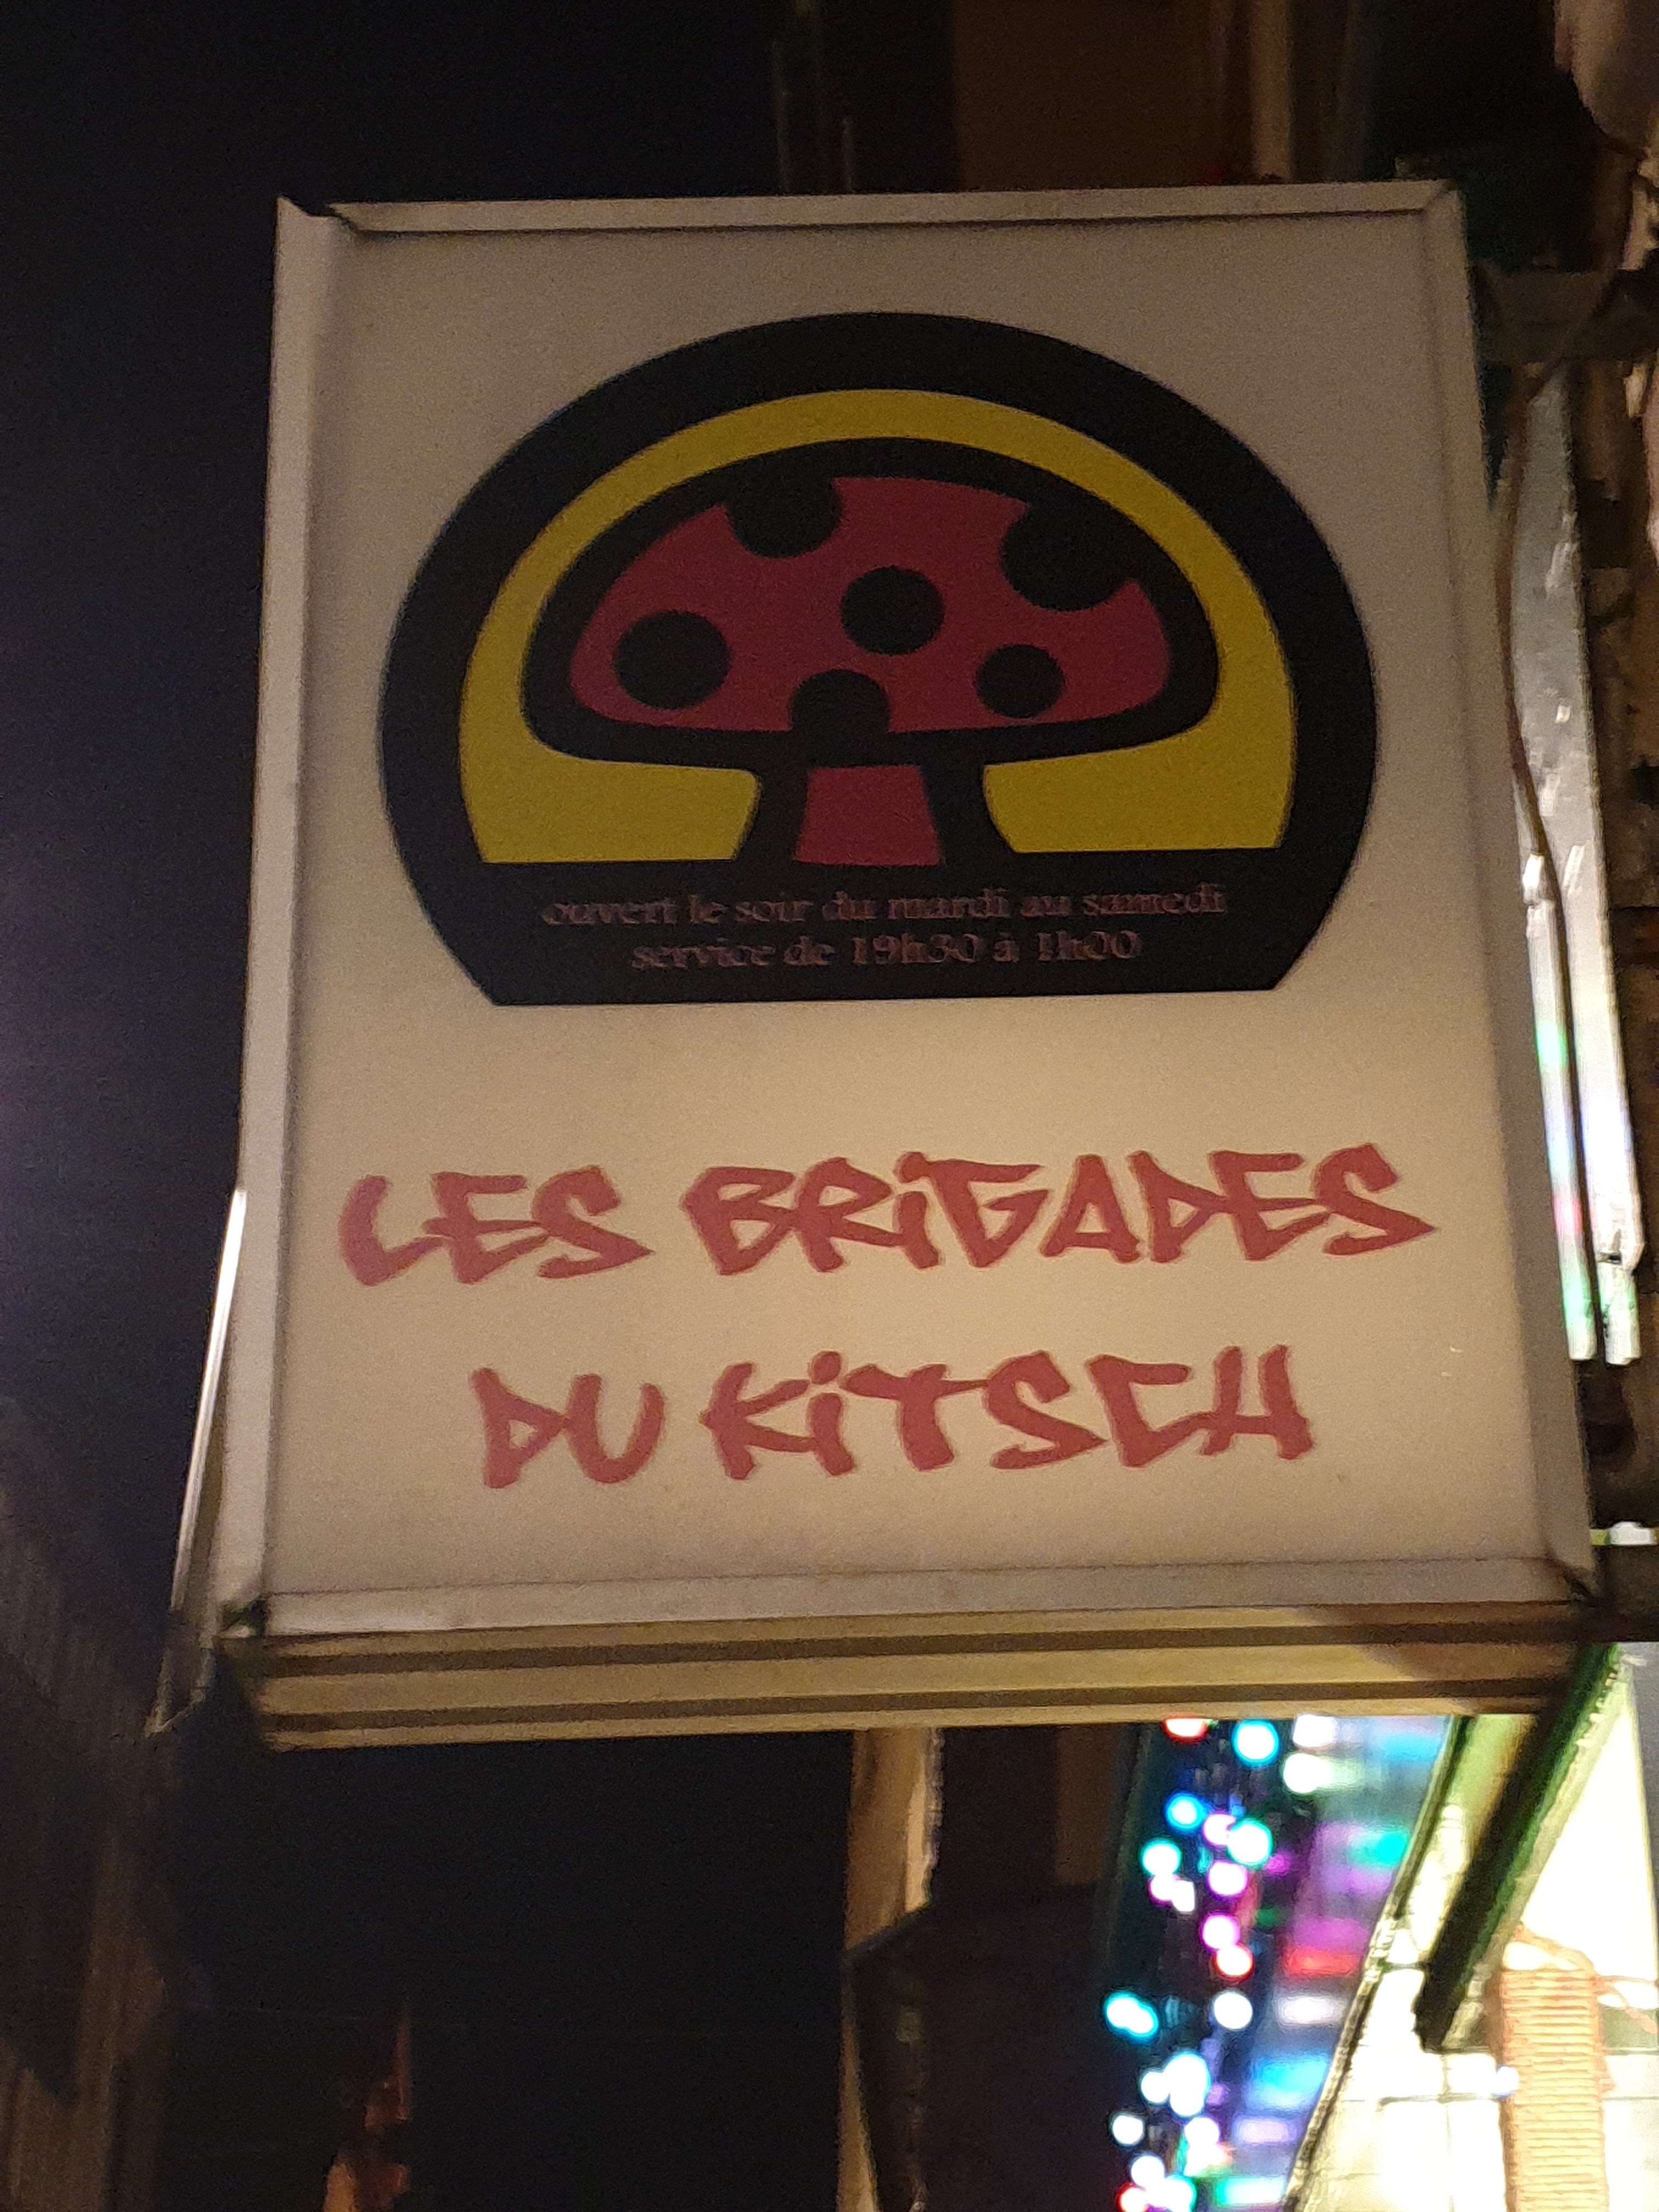 ouvert le soir du mardi au samedi
service de 19h30 à 1h00
LES BRiGADES
DU KiTSCH